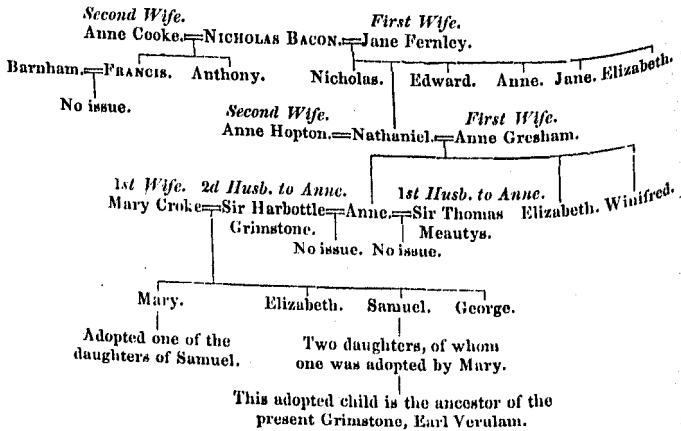 Second Wife. First Wife.
Anne Cooke. NICHOLAS BACON. Jane Fernley.
Barnham. FRANCIS. Anthony. Nicholas. Edward. Anne. Jane. Elizabeth.
No issue.
Second Wife. First Wife.
Anne Hopton. Nathaniel. Anne Gresham.
1st Wife. 2d Husb. to Anne. 1st Husb. to Anne.
Mary Croke Sir Harbottle Anne. Sir Thomas Elizabeth. Winifred.
Grimstone. Meautys.
No issue. No issue.
Mary. Elizabeth. Samuel. George.
Adopted one of the
daughters of Samuel.
Two daughters, of whom
one was adopted by Mary.
This adopted child is the ancestor of the
present Grimstone, Earl Verulam.